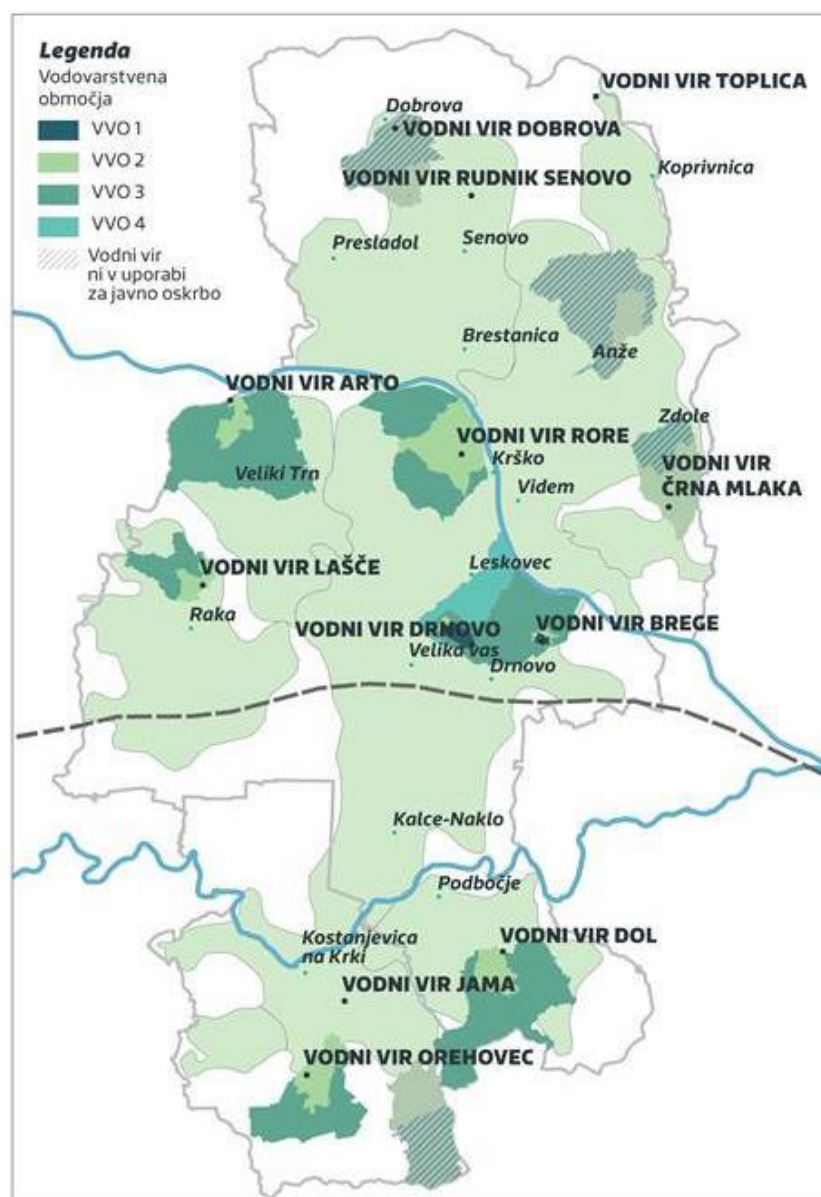 Legenda
Vodovarstvena
območja
VVO 1
VVO 2
VVO 3
VVO 4
Vodni vir
ni v uporabi
za javno oskrbo
VODNI VIR TOPLICA
Dobrova
VODNI VIR DOBROVA
Koprivnica
VODNI VIR RUDNIK SENOVO
Presladol
Senovo
Brestanica
Anže
VODNI VIR ARTO
Zdole
VODNI VIR RORE
Krško
VODNI VIR
ČRNA MLAKA
Veliki Trn
Videm
Leskovec
VODNI VIR LAŠČE
Raka
VODNI VIR DRNOVO
VODNI VIR BREGE
Velika vas
Drnovo
Kalce-Naklo
Podbočje
Kostanjevica
na Krki
VODNI VIR DOL
VODNI VIR JAMA
VODNI VIR OREHOVEC